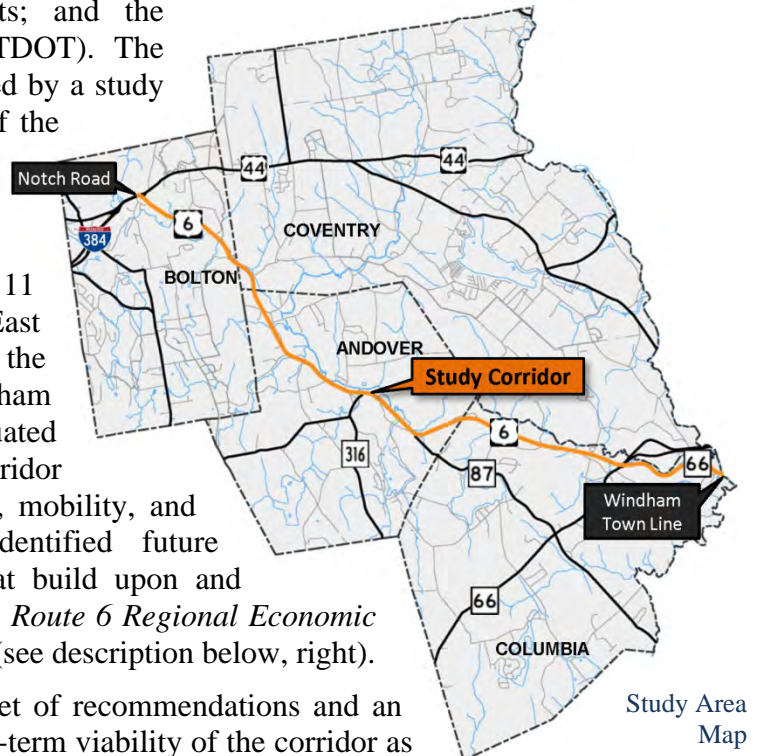 ts; and the
TDOT). The
ed by a study
f the
11
East
the
ham
uated
rridor
, mobility, and
dentified future
at build upon and
Route 6 Regional Economic
(see description below, right).
et of recommendations and an
-term viability of the corridor as
Notch Road
44
44
6
384
COVENTRY
BOLTON
ANDOVER
Study Corridor
6
316
87
66
Windham
Town Line
66
COLUMBIA
Study Area
Map